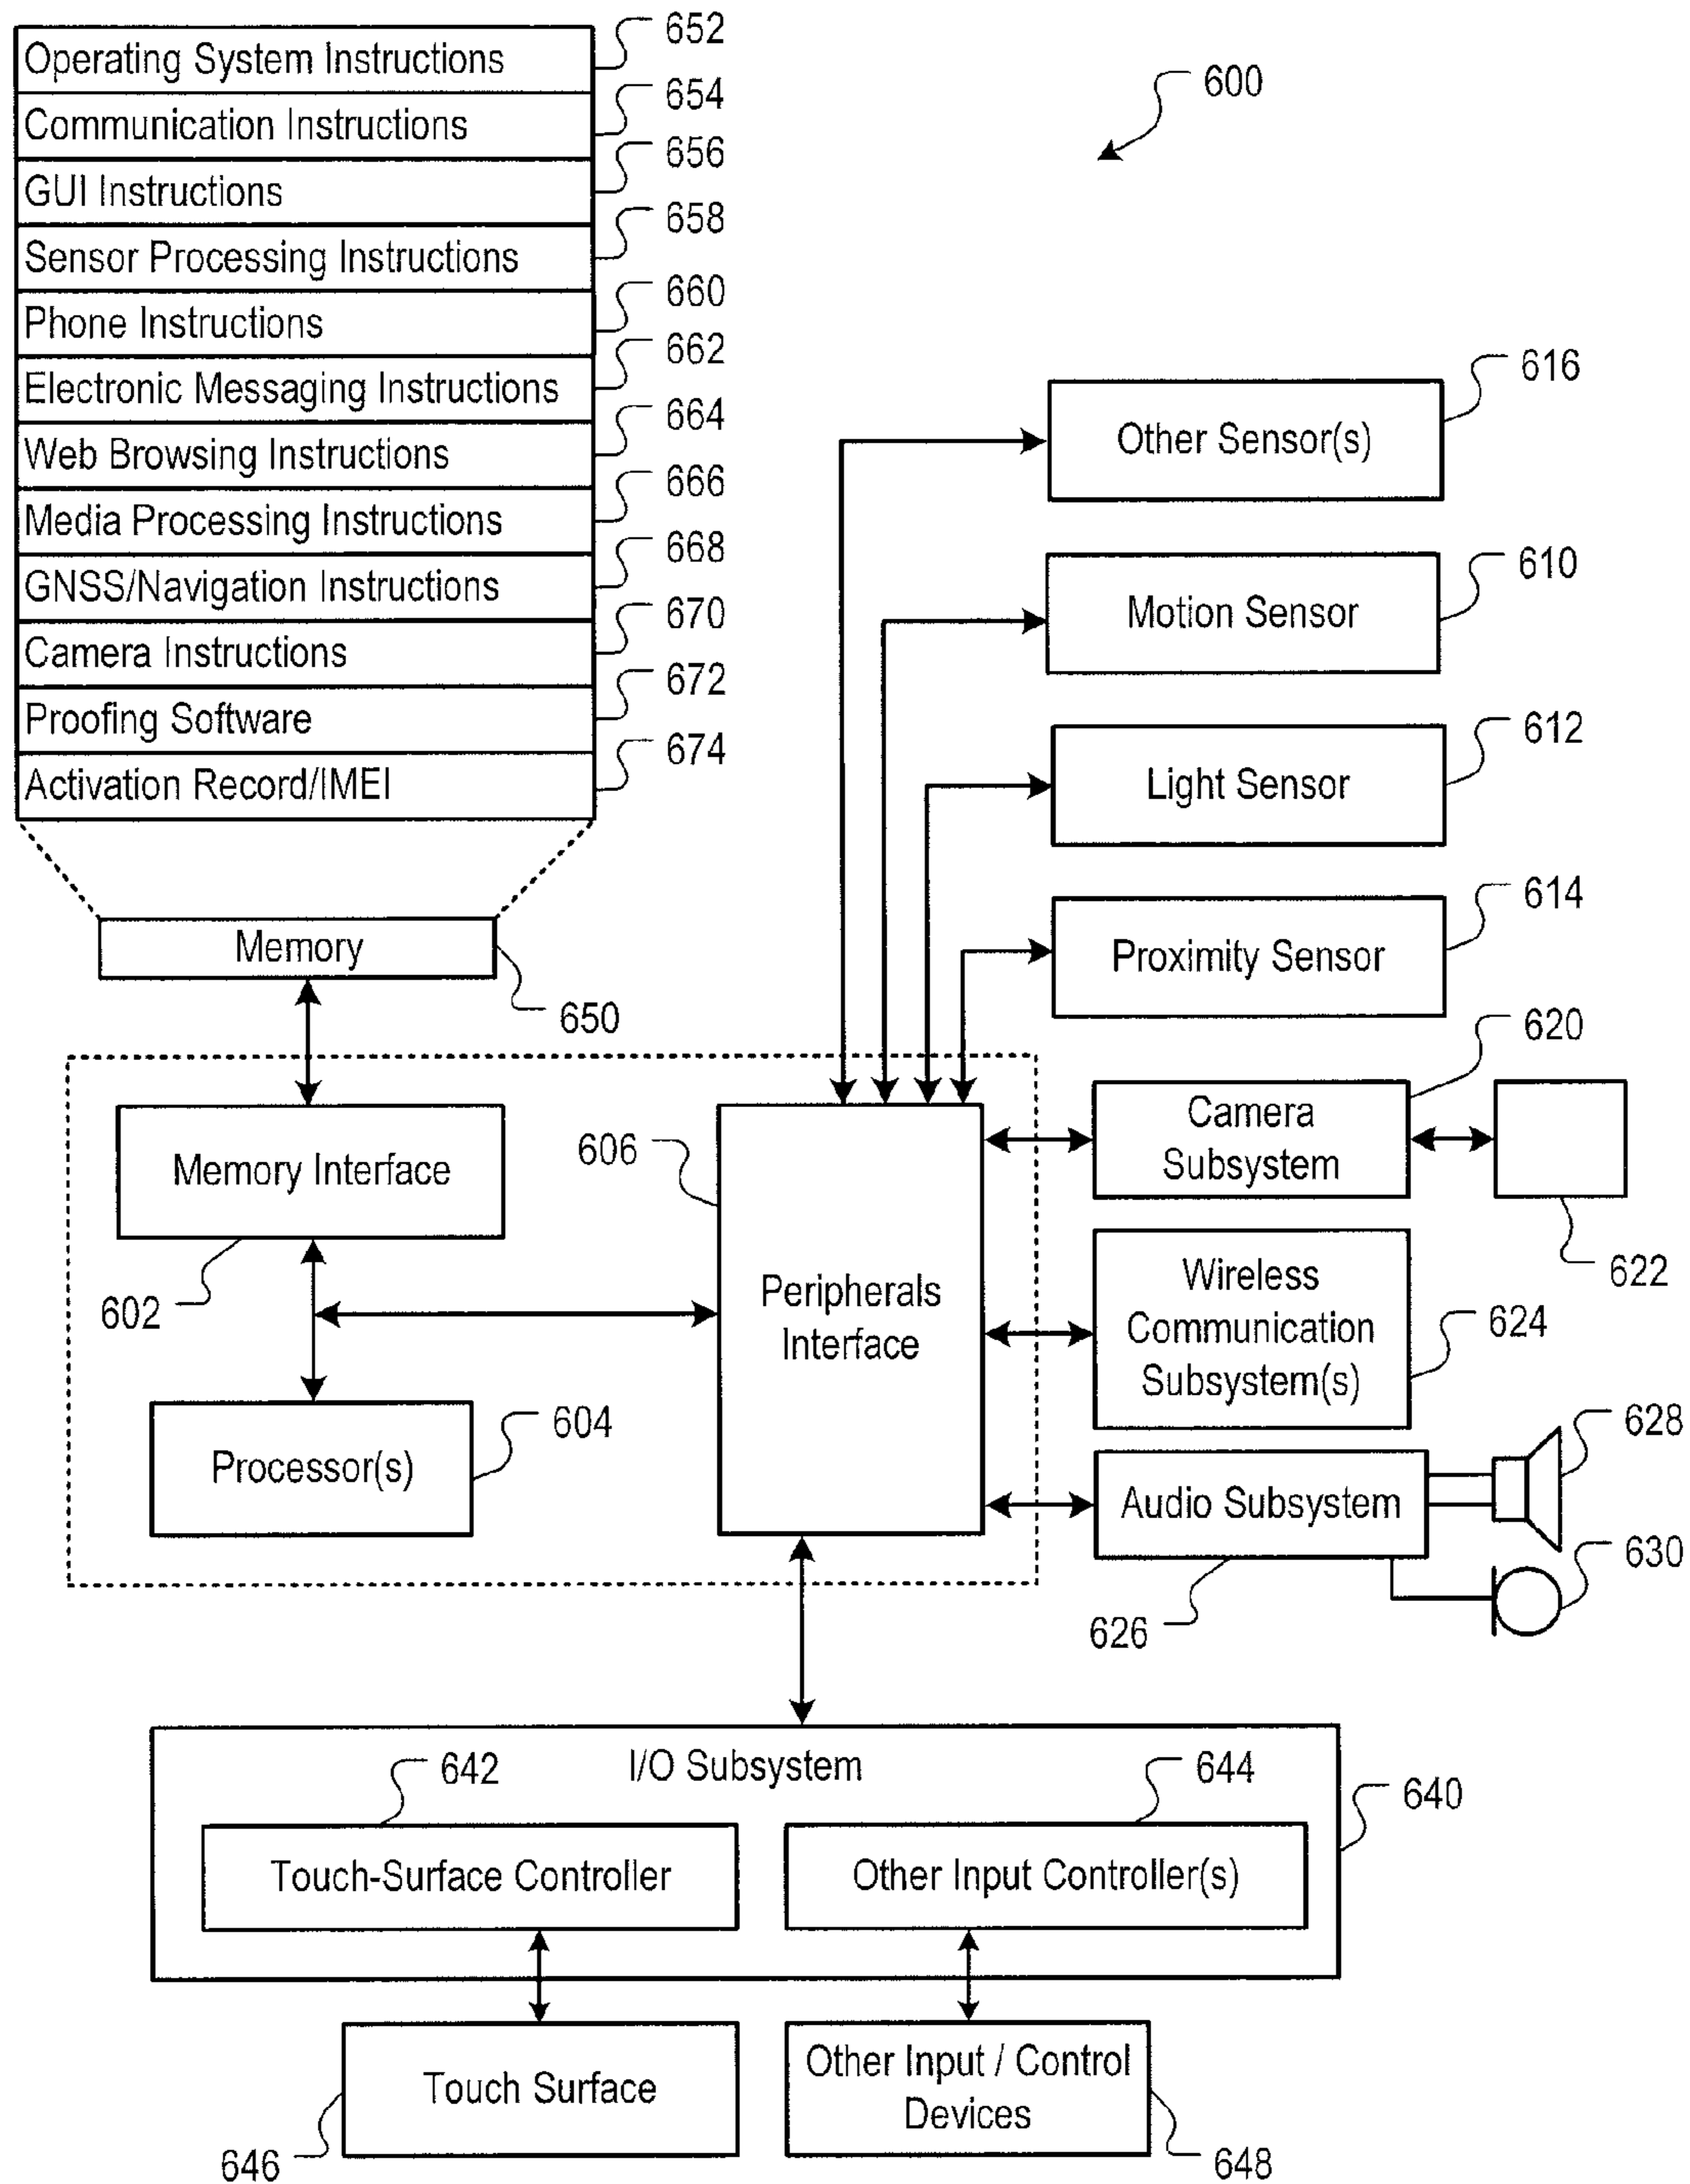 Operating System Instructions 652
Communication Instructions 654
GUI Instructions 656
Sensor Processing Instructions 658
Phone Instructions 660
Electronic Messaging Instructions 662
Web Browsing Instructions 664
Media Processing Instructions 666
GNSS/Navigation Instructions 668
Camera Instructions 670
Proofing Software 672
Activation Record/IMEI 674
Memory
650
600
Other Sensor(s)
616
Motion Sensor
610
Light Sensor
612
Proximity Sensor
614
Memory Interface
602
Processor(s)
604
606
Peripherals
Interface
Camera
Subsystem
620
622
Wireless
Communication
Subsystem(s)
624
Audio Subsystem
626
628
630
I/O Subsystem
640
642
Touch-Surface Controller
644
Other Input Controller(s)
Touch Surface
646
Other Input / Control
Devices
648